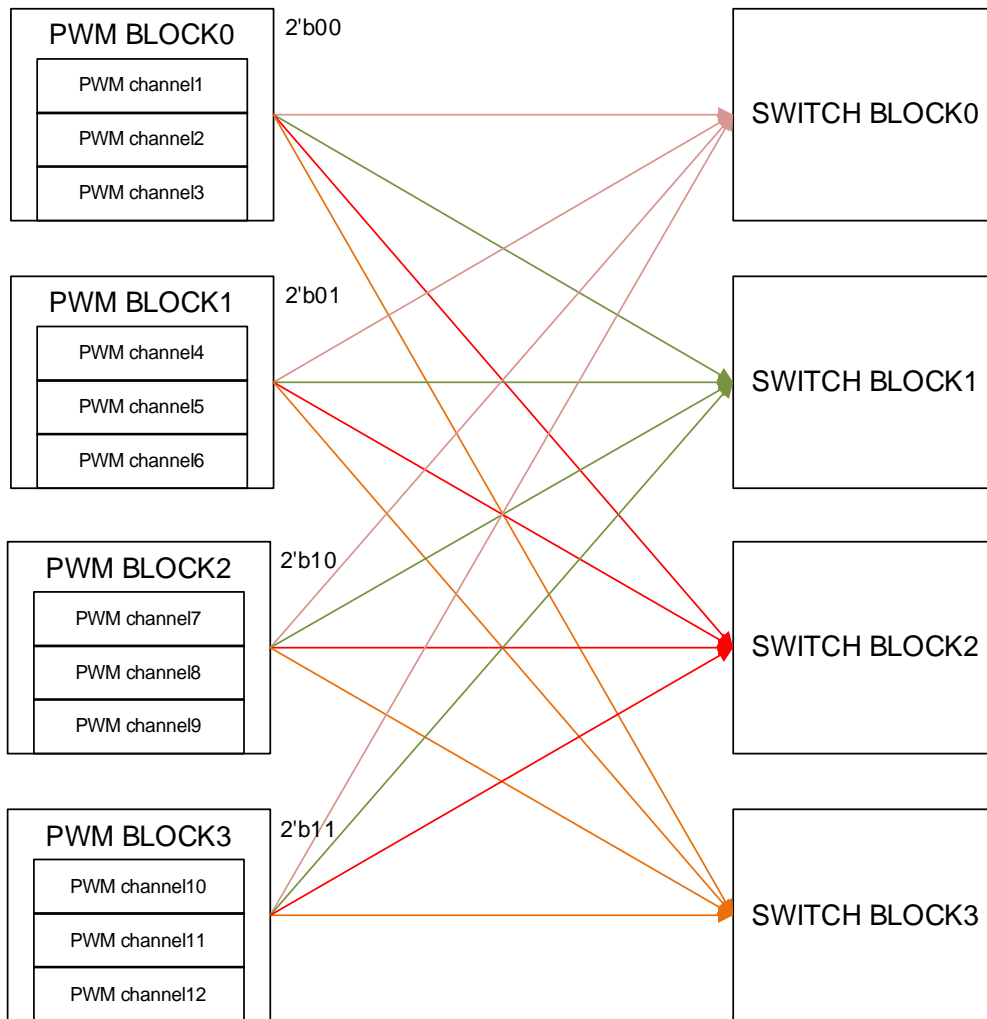 PWM BLOCK0
2'b00
PWM channel1
PWM channel2
PWM channel3
SWITCH BLOCK0
PWM BLOCK1
2'b01
PWM channel4
PWM channel5
PWM channel6
SWITCH BLOCK1
PWM BLOCK2
2'b10
PWM channel7
PWM channel8
PWM channel9
SWITCH BLOCK2
PWM BLOCK3
2'b11
PWM channel10
PWM channel11
PWM channel12
SWITCH BLOCK3